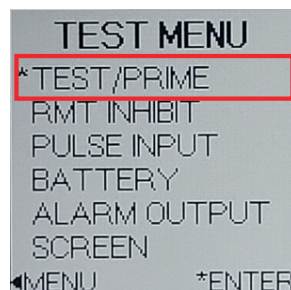 TEST MENU
*TEST/PRIME
RMT INHIBIT
PULSE INPUT
BATTERY
ALARM OUTPUT
SCREEN
◀MENU *ENTER